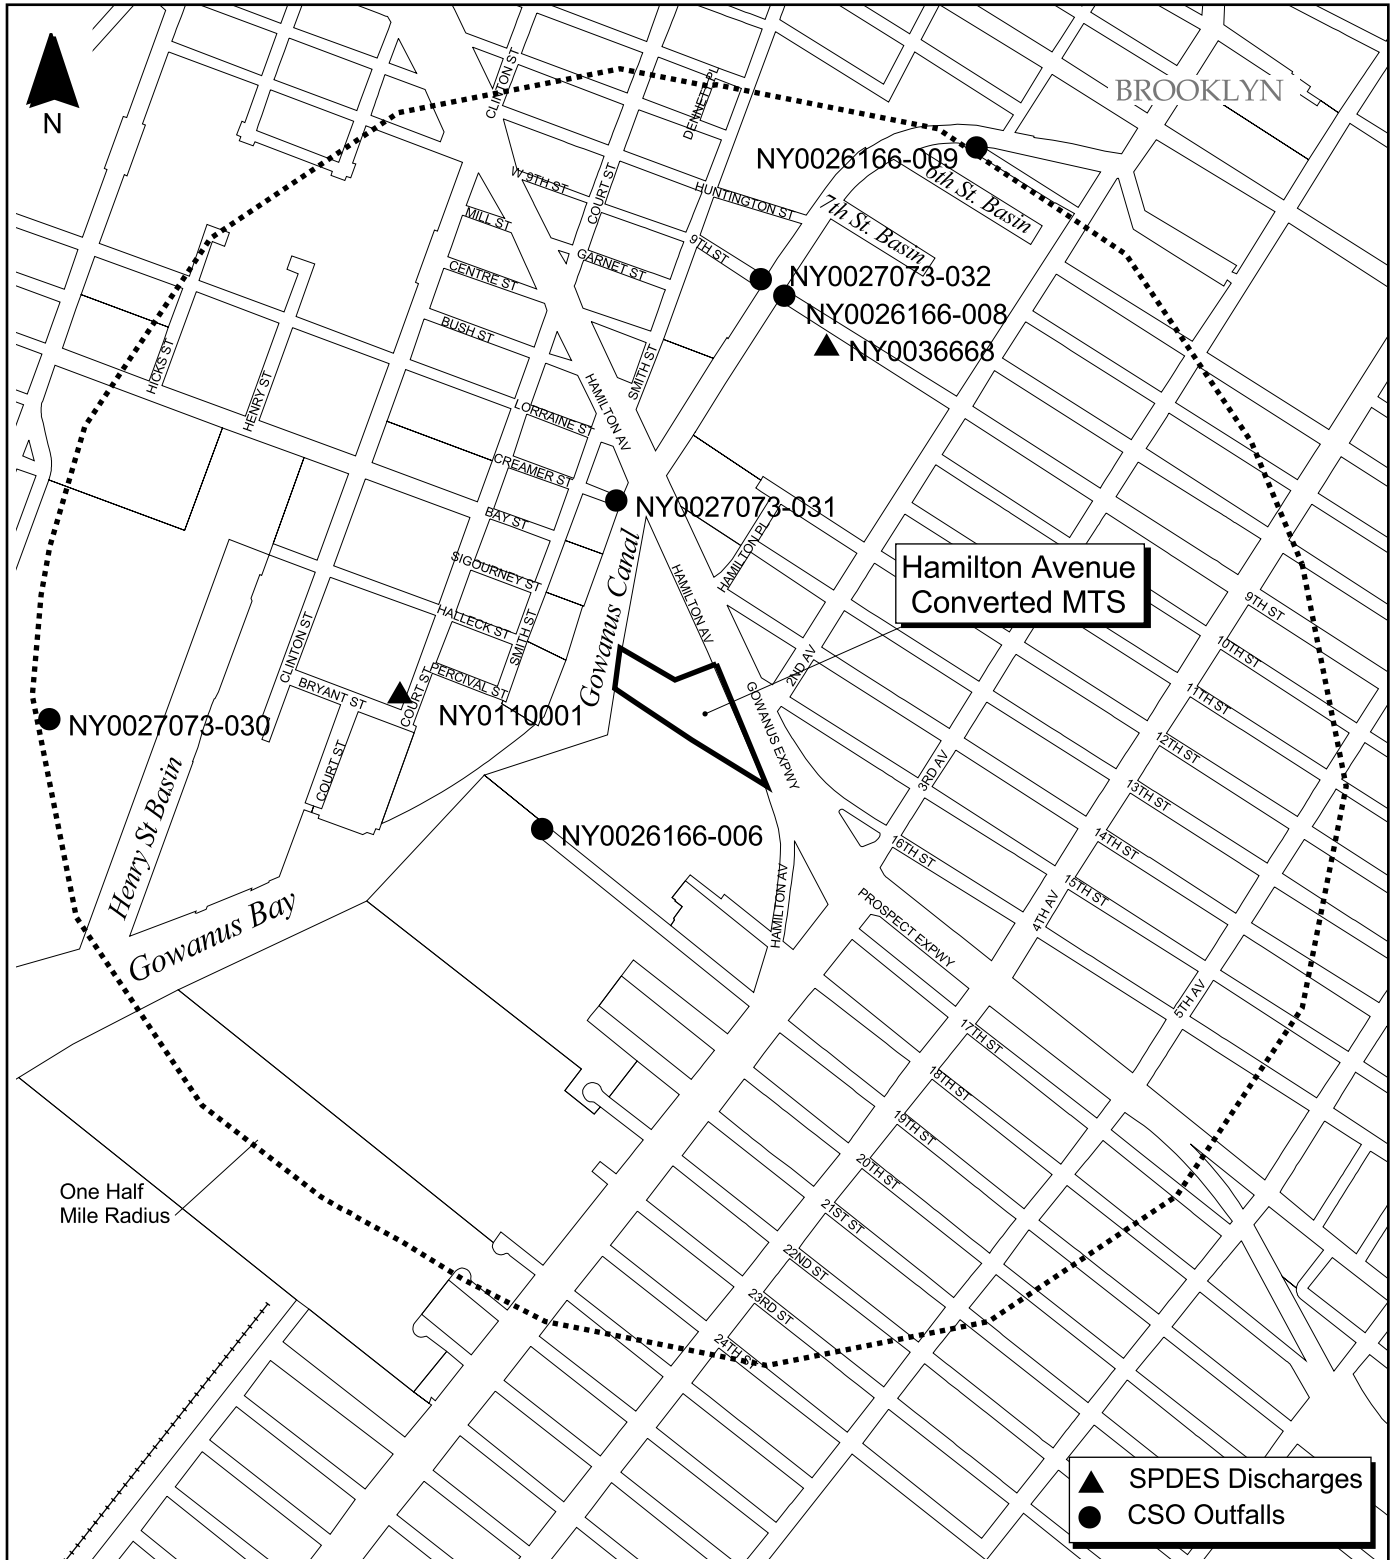 BROOKLYN
N
CLINTON ST
DENNETT PL
NY0026166-009
6th St. Basin
W 9TH ST
COURT ST
HUNTINGTON ST
7th St. Basin
MILL ST
9TH ST
GARNET ST
CENTRE ST
NY0027073-032
NY0026166-008
BUSH ST
NY0036668
HICKS ST
SMITH ST
HENRY ST
HAMILTON AV
LORRAINE ST
CREAMER ST
NY0027073-031
BAY ST
HAMILTON PL
Gowanus Canal
SIGOURNEY ST
HAMILTON AV
Hamilton Avenue
Converted MTS
9TH ST
HALLECK ST
SMITH ST
CLINTON ST
10TH ST
2ND AV
PERCIVAL ST
BRYANT ST
COURT ST
11TH ST
NY0110001
NY0027073-030
GOWANUS EXPWY
12TH ST
COURT ST
3RD AV
13TH ST
Henry St Basin
NY0026166-006
14TH ST
16TH ST
15TH ST
HAMILTON AV
4TH AV
PROSPECT EXPWY
Gowanus Bay
5TH AV
17TH ST
18TH ST
19TH ST
20TH ST
One Half
Mile Radius
21ST ST
22ND ST
23RD ST
24TH ST
SPDES Discharges
CSO Outfalls